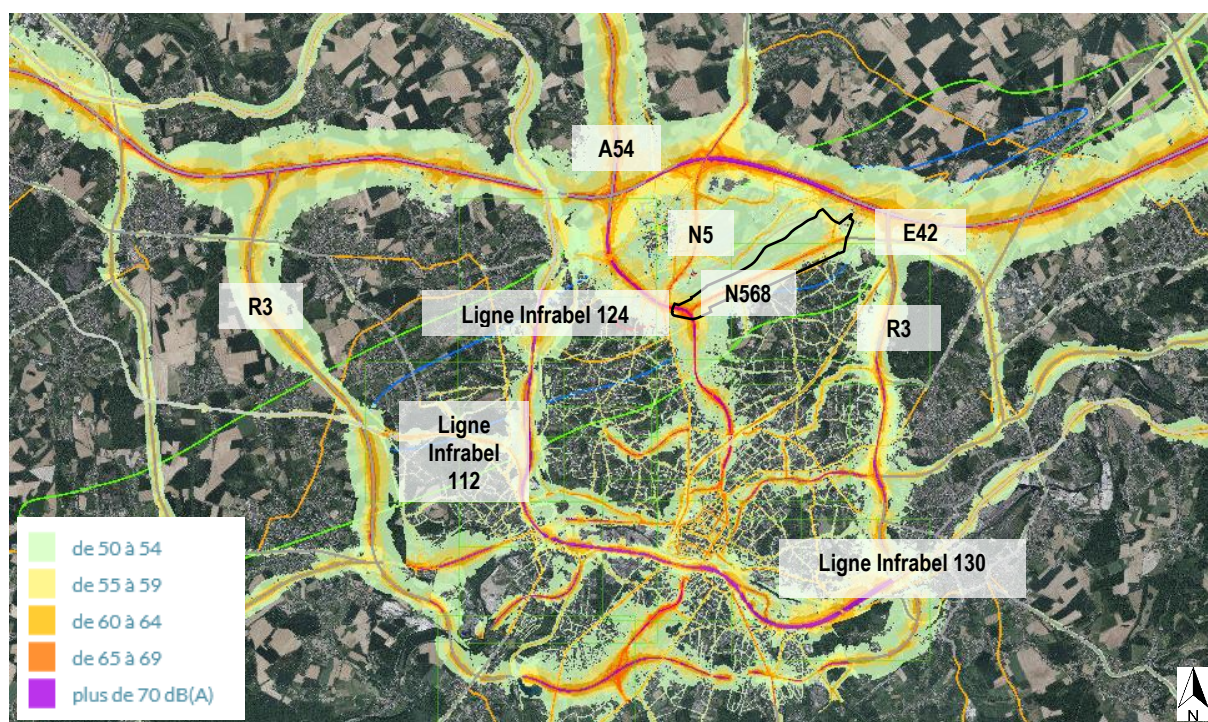 A54
N5
E42
N568
R3
Ligne Infrabel 124
R3
Ligne
Infrabel
112
Ligne Infrabel 130
de 50 à 54
de 55 à 59
de 60 à 64
de 65 à 69
plus de 70 dB(A)
N